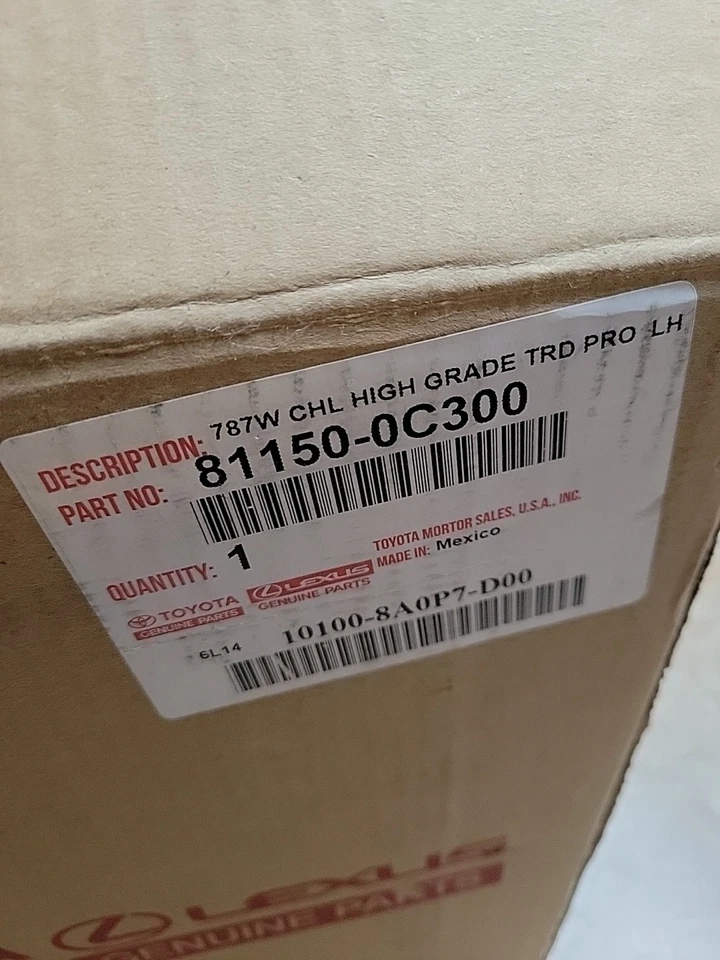 DESCRIPTION: 787W CHL HIGH GRADE TRD PRO LH
PART NO: 81150-0C300
QUANTITY: 1
TOYOTA MORTOR SALES, U.S.A., INC.
MADE IN: Mexico
TOYOTA
GENUINE PARTS
LEXUS
GENUINE PARTS
6L14
10100-8A0P7-D00
LEXUS
GENUINE PARTS